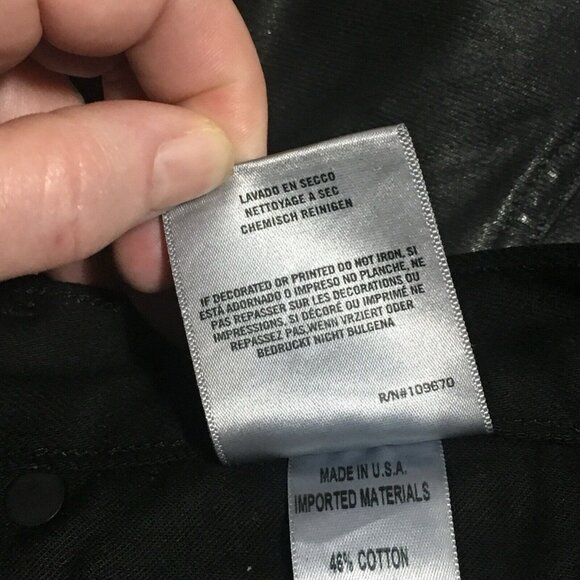 LAVADO EN SECCO
NETTOYAGE A SEC
CHEMISCH REINIGEN
IF DECORATED OR PRINTED DO NOT IRON, SI
ESTÁ ADORNADO O IMPRESO NO PLANCHE, NE
PAS REPASSER SUR LES DECORATIONS OU
IMPRESSIONS, SI DÉCORÉ OU IMPRIMÉ NE
REPASSEZ PAS,WENN VRZIERT ODER
BEDRUCKT NICHT BULGENA
R/N#109670
MADE IN U.S.A.
IMPORTED MATERIALS
46% COTTON